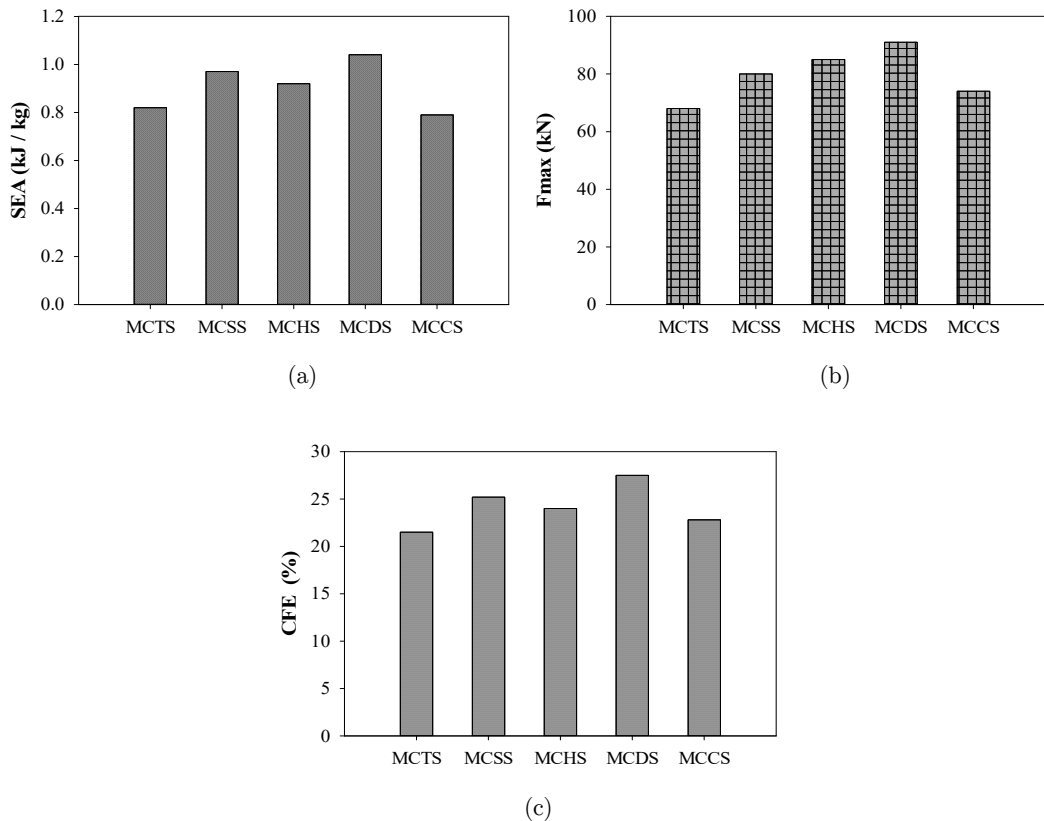 SEA (kJ / kg)
1.2
1.0
0.8
0.6
0.4
0.2
0.0
MCTS MCSS MCHS MCDS MCCS
(a)
Fmax (kN)
100
80
60
40
20
0
MCTS MCSS MCHS MCDS MCCS
(b)
CFE (%)
30
25
20
15
10
5
0
MCTS MCSS MCHS MCDS MCCS
(c)